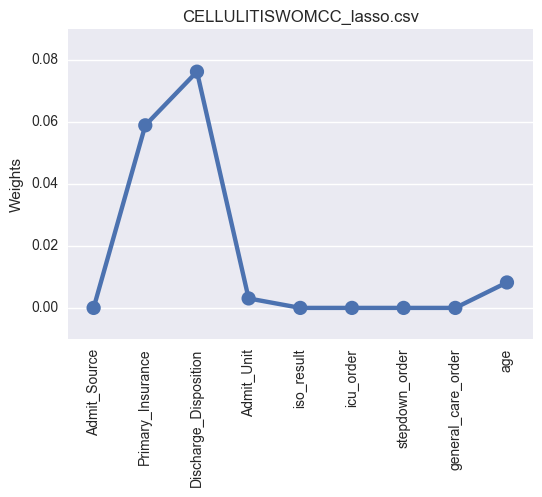 CELLULITISWOMCC_lasso.csv
Weights
0.08
0.06
0.04
0.02
0.00
Admit_Source
Primary_Insurance
Discharge_Disposition
Admit_Unit
iso_result
icu_order
stepdown_order
general_care_order
age